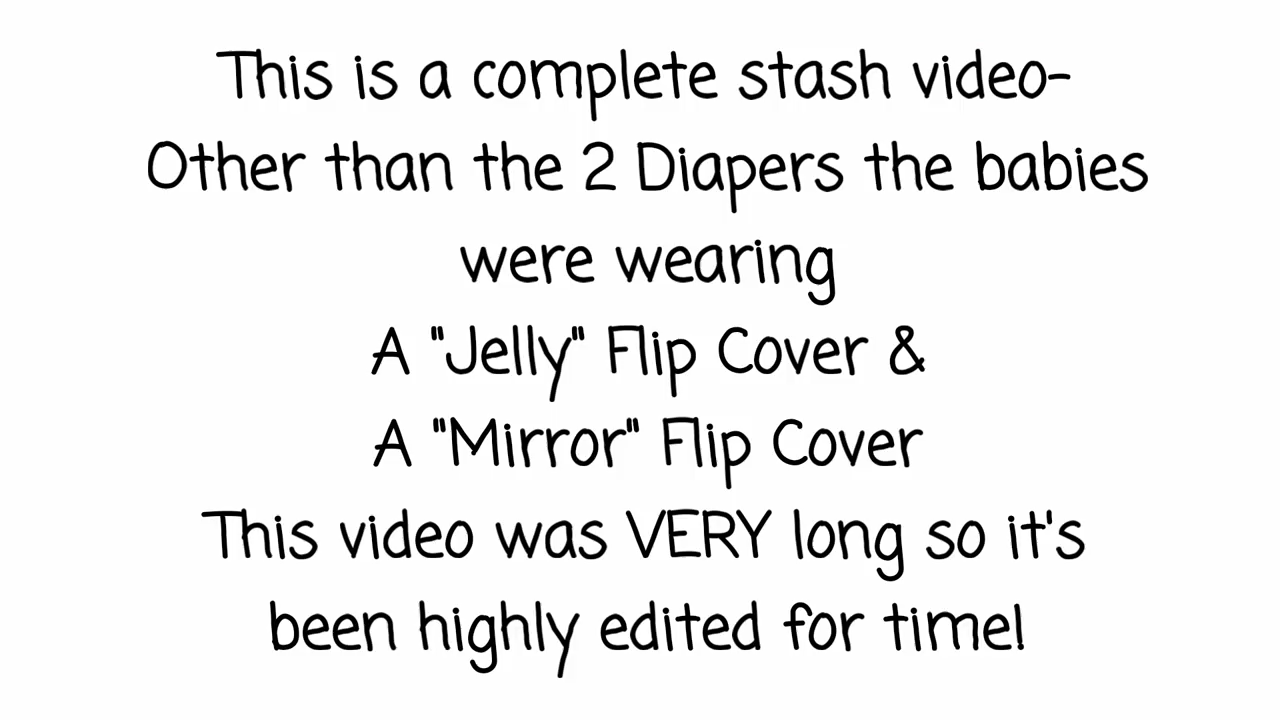 This is a complete stash video-
Other than the 2 Diapers the babies
were wearing
A "Jelly" Flip Cover &
A "Mirror" Flip Cover
This video was VERY long so it's
been highly edited for time!